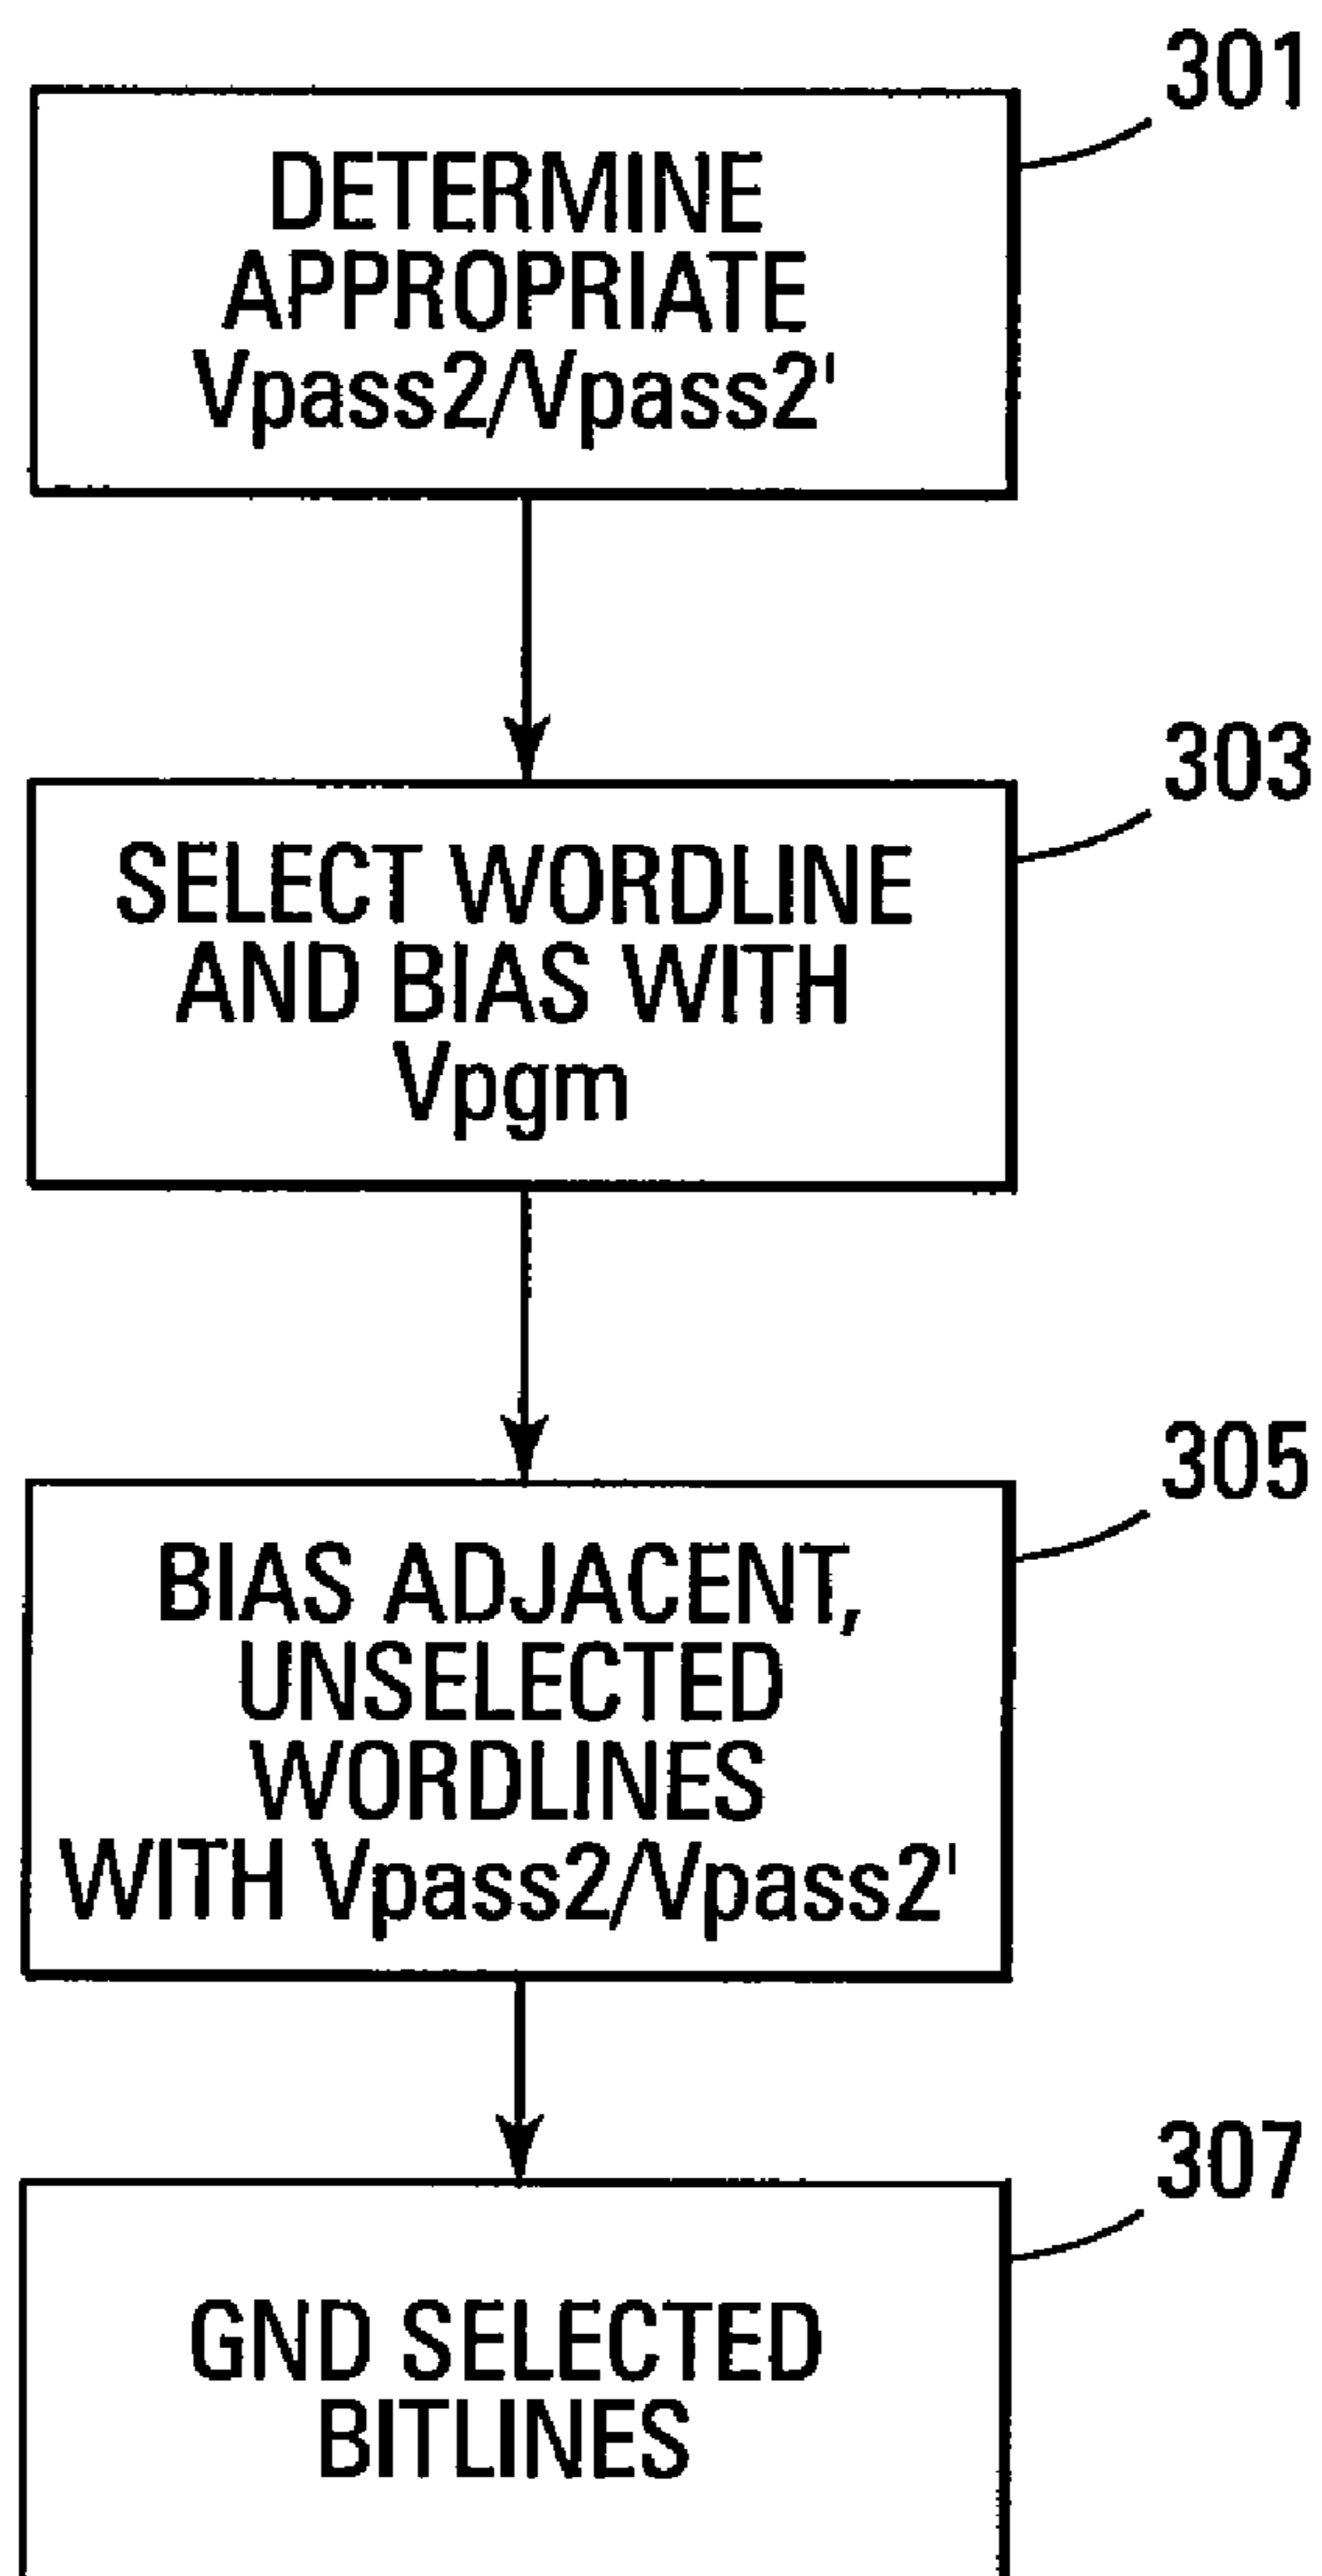 301
DETERMINE
APPROPRIATE
Vpass2/Vpass2'
303
SELECT WORDLINE
AND BIAS WITH
Vpgm
305
BIAS ADJACENT,
UNSELECTED
WORDLINES
WITH Vpass2/Vpass2'
307
GND SELECTED
BITLINES